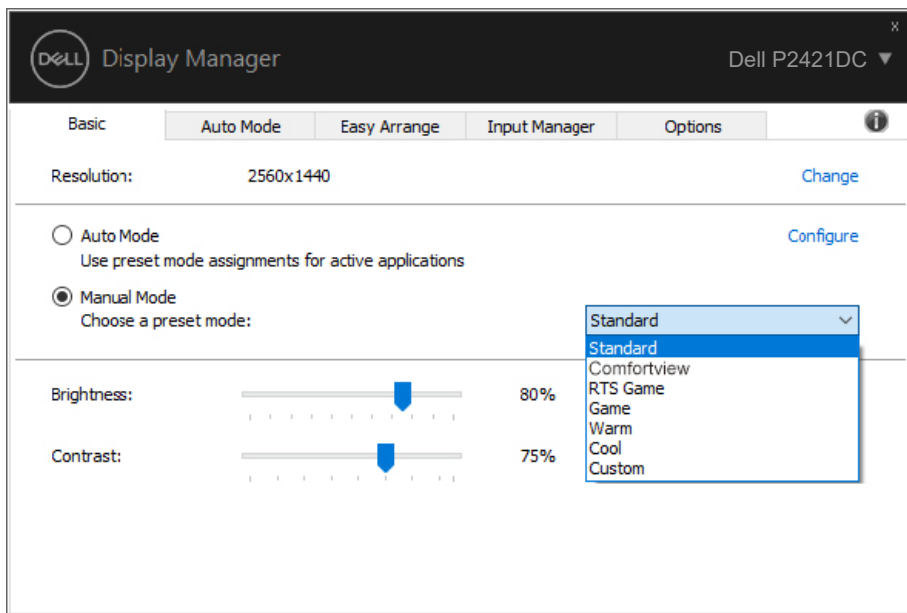 x
DELL Display Manager
Dell P2421DC ▼
Basic Auto Mode Easy Arrange Input Manager Options i
Resolution: 2560x1440 Change
Auto Mode Configure
Use preset mode assignments for active applications
Manual Mode
Choose a preset mode: Standard
Standard
Comfortview
RTS Game
Game
Warm
Cool
Custom
Brightness: 80%
Contrast: 75%